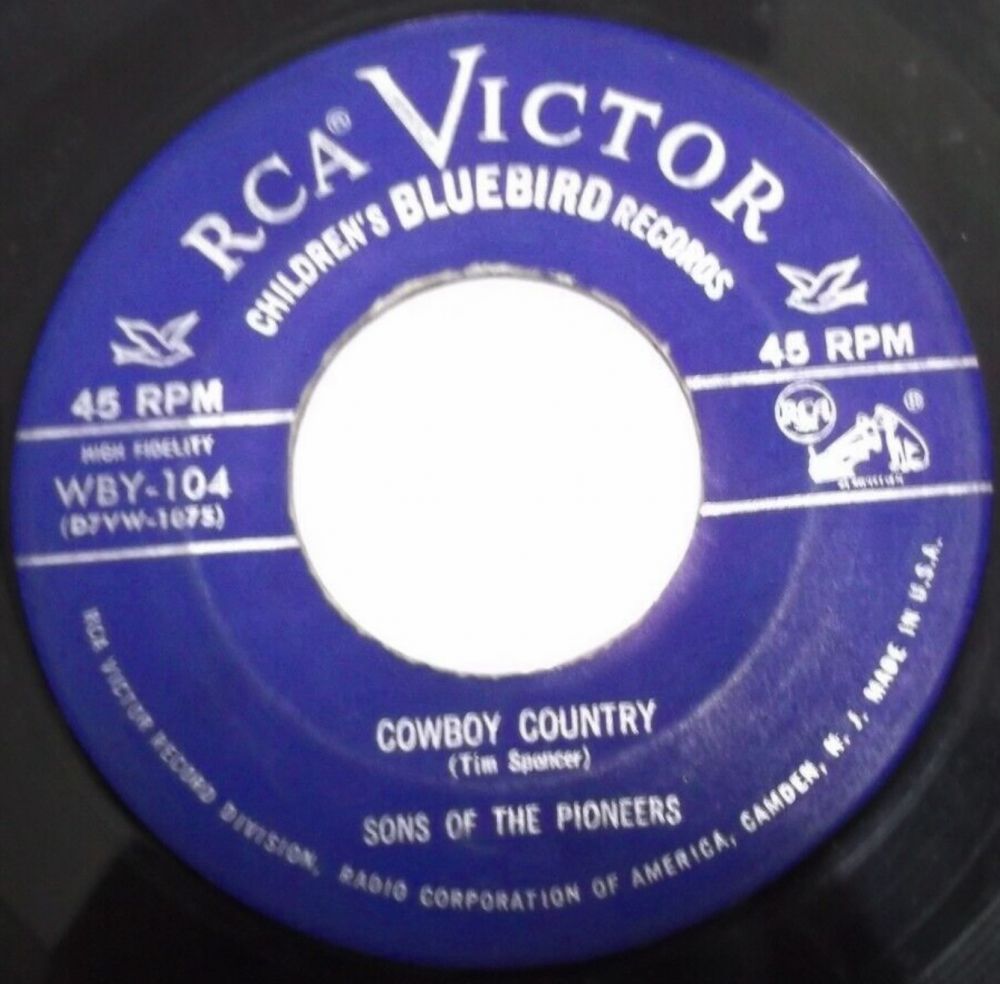 RCA® VICTOR
CHILDREN'S BLUEBIRD RECORDS
45 RPM
45 RPM
HIGH FIDELITY
WBY-104
(D7VW-1075)
RCA
®
COWBOY COUNTRY
(Tim Spencer)
SONS OF THE PIONEERS
RCA VICTOR RECORD DIVISION, RADIO CORPORATION OF AMERICA, CAMDEN, N. J. MADE IN U.S.A.